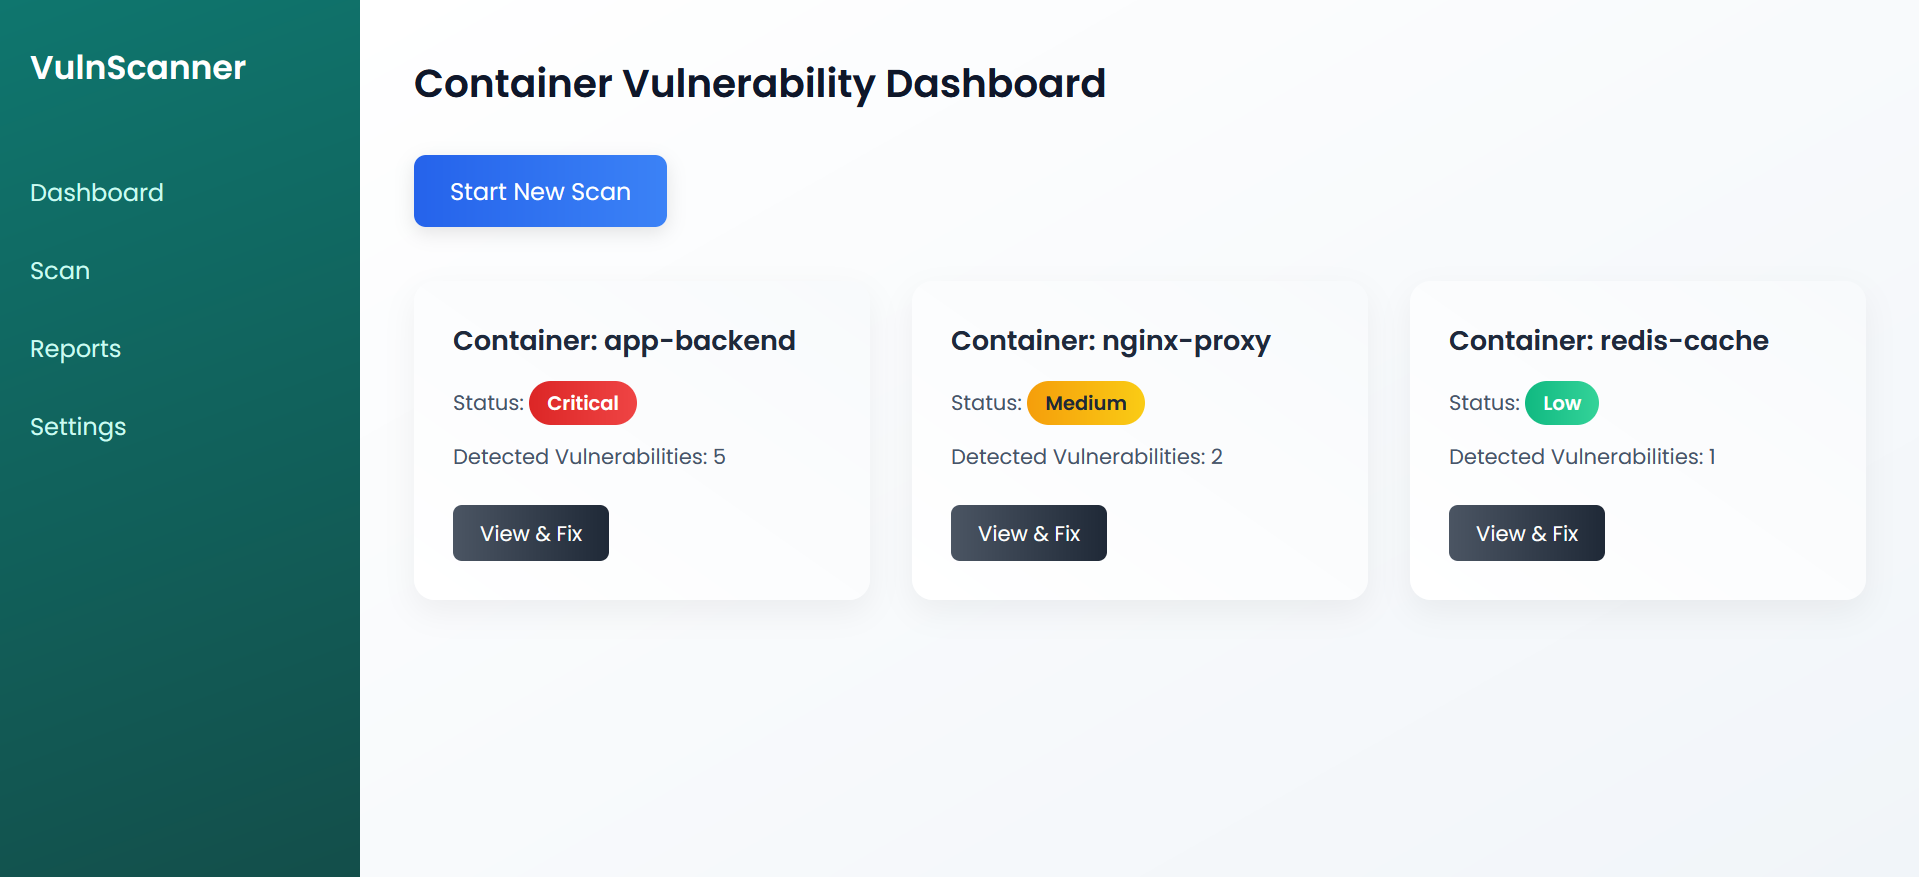 VulnScanner
Dashboard
Scan
Reports
Settings
Container Vulnerability Dashboard
Start New Scan
Container: app-backend
Status: Critical
Detected Vulnerabilities: 5
View & Fix
Container: nginx-proxy
Status: Medium
Detected Vulnerabilities: 2
View & Fix
Container: redis-cache
Status: Low
Detected Vulnerabilities: 1
View & Fix